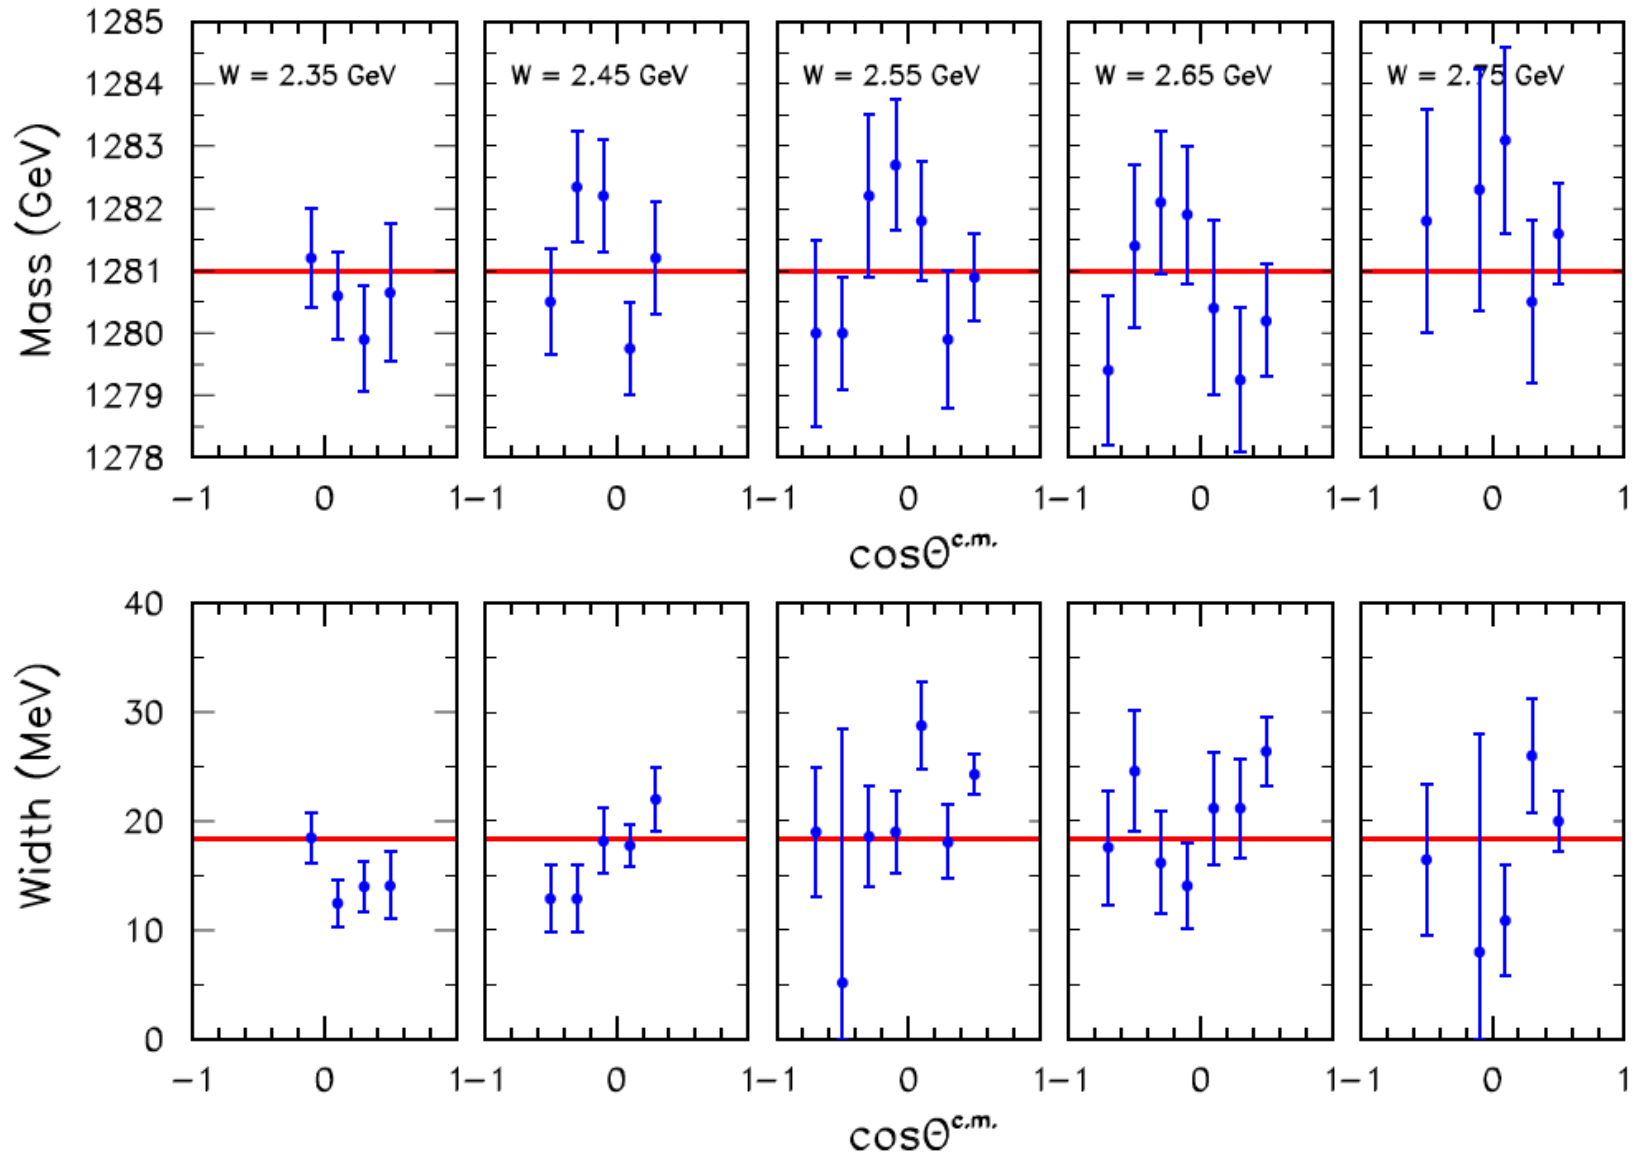 1285
1284
1283
1282
1281
1280
1279
1278
Mass (GeV)
W = 2.35 GeV
W = 2.45 GeV
W = 2.55 GeV
W = 2.65 GeV
W = 2.75 GeV
−1 0 1−1 0 1−1 0 1−1 0 1−1 0 1
cosΘ^c.m.
40
30
20
10
0
Width (MeV)
−1 0 1−1 0 1−1 0 1−1 0 1−1 0 1
cosΘ^c.m.